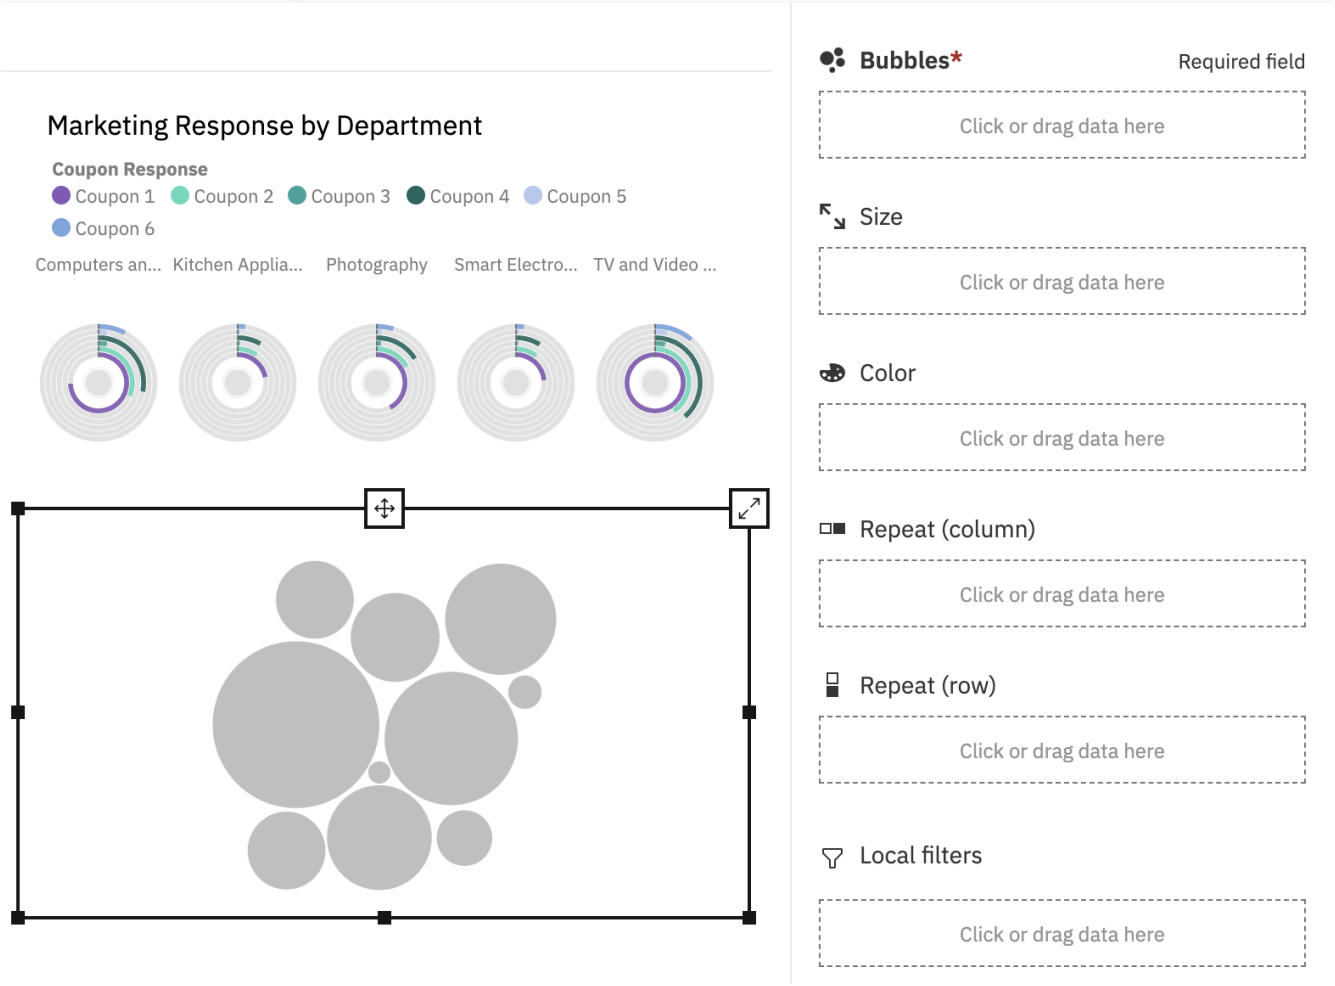 Marketing Response by Department
Coupon Response
Coupon 1 Coupon 2 Coupon 3 Coupon 4 Coupon 5
Coupon 6
Computers an... Kitchen Applia... Photography Smart Electro... TV and Video ...
Bubbles* Required field
Click or drag data here
Size
Click or drag data here
Color
Click or drag data here
Repeat (column)
Click or drag data here
Repeat (row)
Click or drag data here
Local filters
Click or drag data here